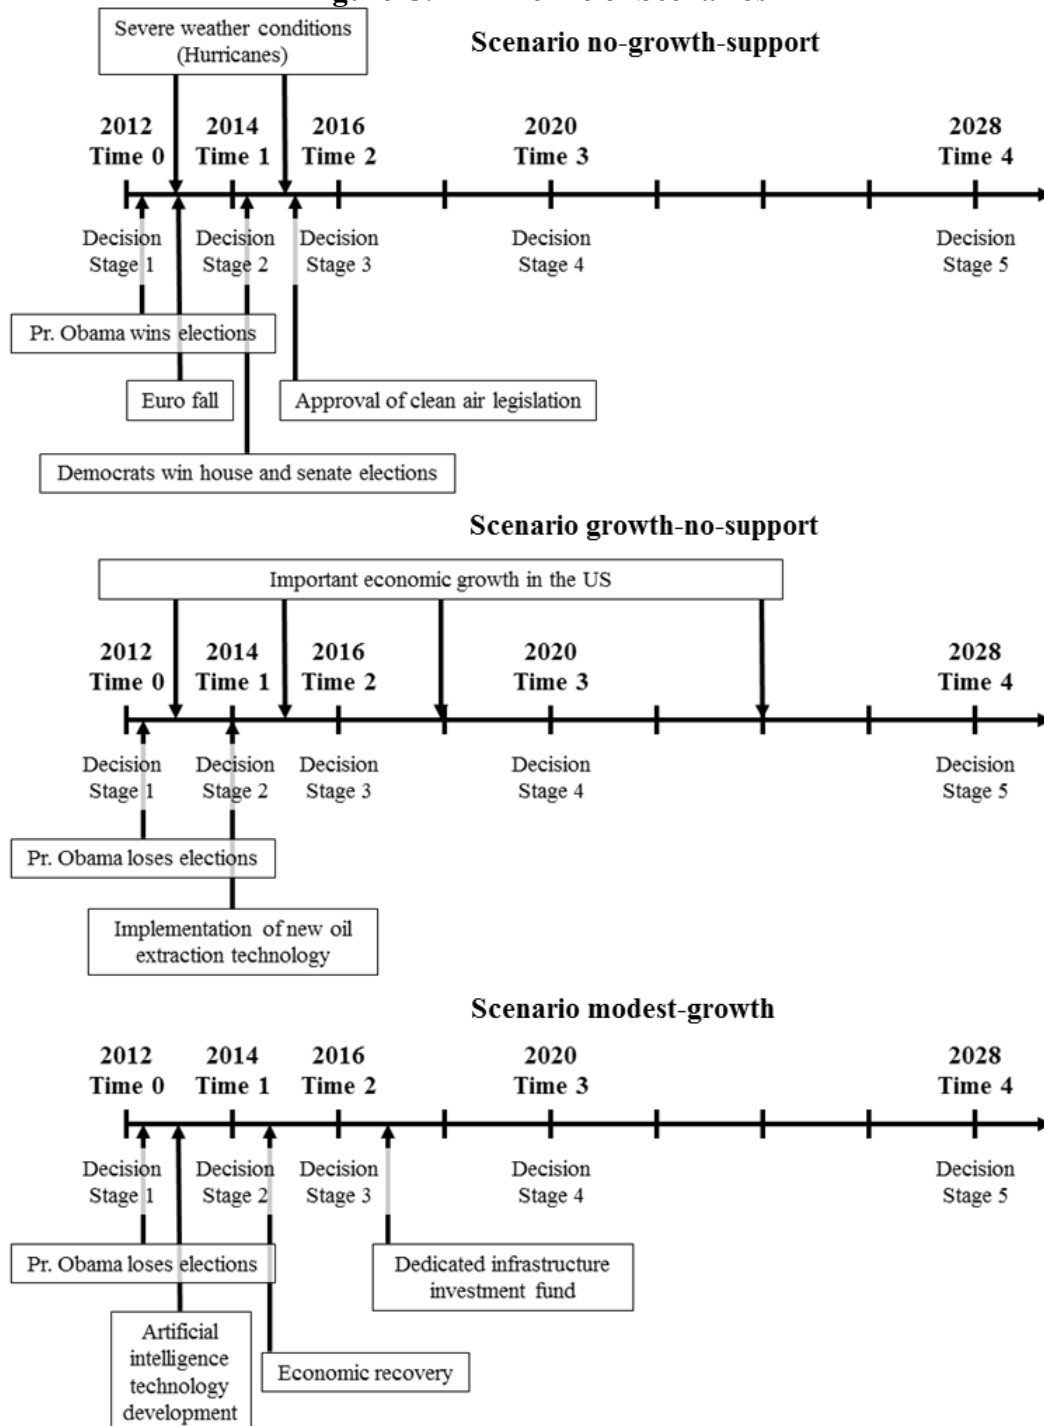 Severe weather conditions
(Hurricanes)
Scenario no-growth-support
2012 2014 2016 2020 2028
Time 0 Time 1 Time 2 Time 3 Time 4
Decision Decision Decision Decision Decision
Stage 1 Stage 2 Stage 3 Stage 4 Stage 5
Pr. Obama wins elections
Euro fall
Approval of clean air legislation
Democrats win house and senate elections
Scenario growth-no-support
Important economic growth in the US
2012 2014 2016 2020 2028
Time 0 Time 1 Time 2 Time 3 Time 4
Decision Decision Decision Decision Decision
Stage 1 Stage 2 Stage 3 Stage 4 Stage 5
Pr. Obama loses elections
Implementation of new oil
extraction technology
Scenario modest-growth
2012 2014 2016 2020 2028
Time 0 Time 1 Time 2 Time 3 Time 4
Decision Decision Decision Decision Decision
Stage 1 Stage 2 Stage 3 Stage 4 Stage 5
Pr. Obama loses elections
Dedicated infrastructure
investment fund
Artificial
intelligence
technology
development
Economic recovery